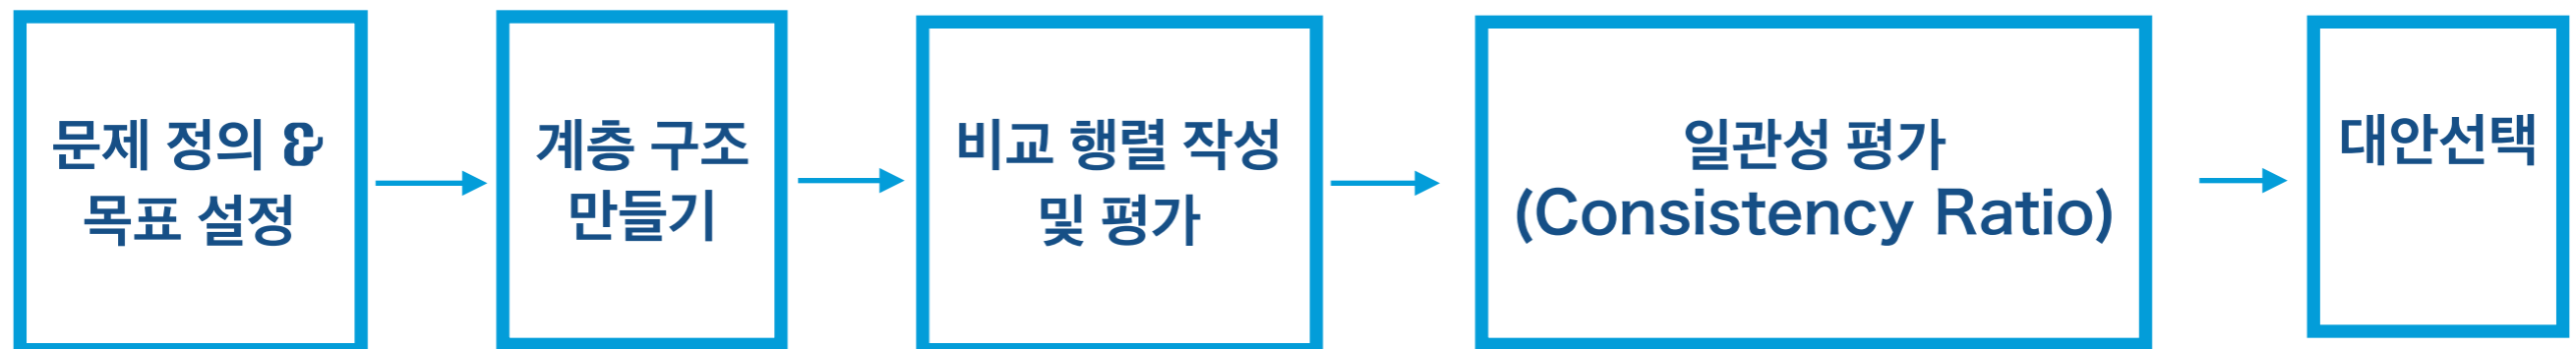 문제 정의 &
목표 설정
계층 구조
만들기
비교 행렬 작성
및 평가
일관성 평가
(Consistency Ratio)
대안선택